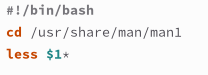 #!/bin/bash
cd /usr/share/man/man1
less $1*